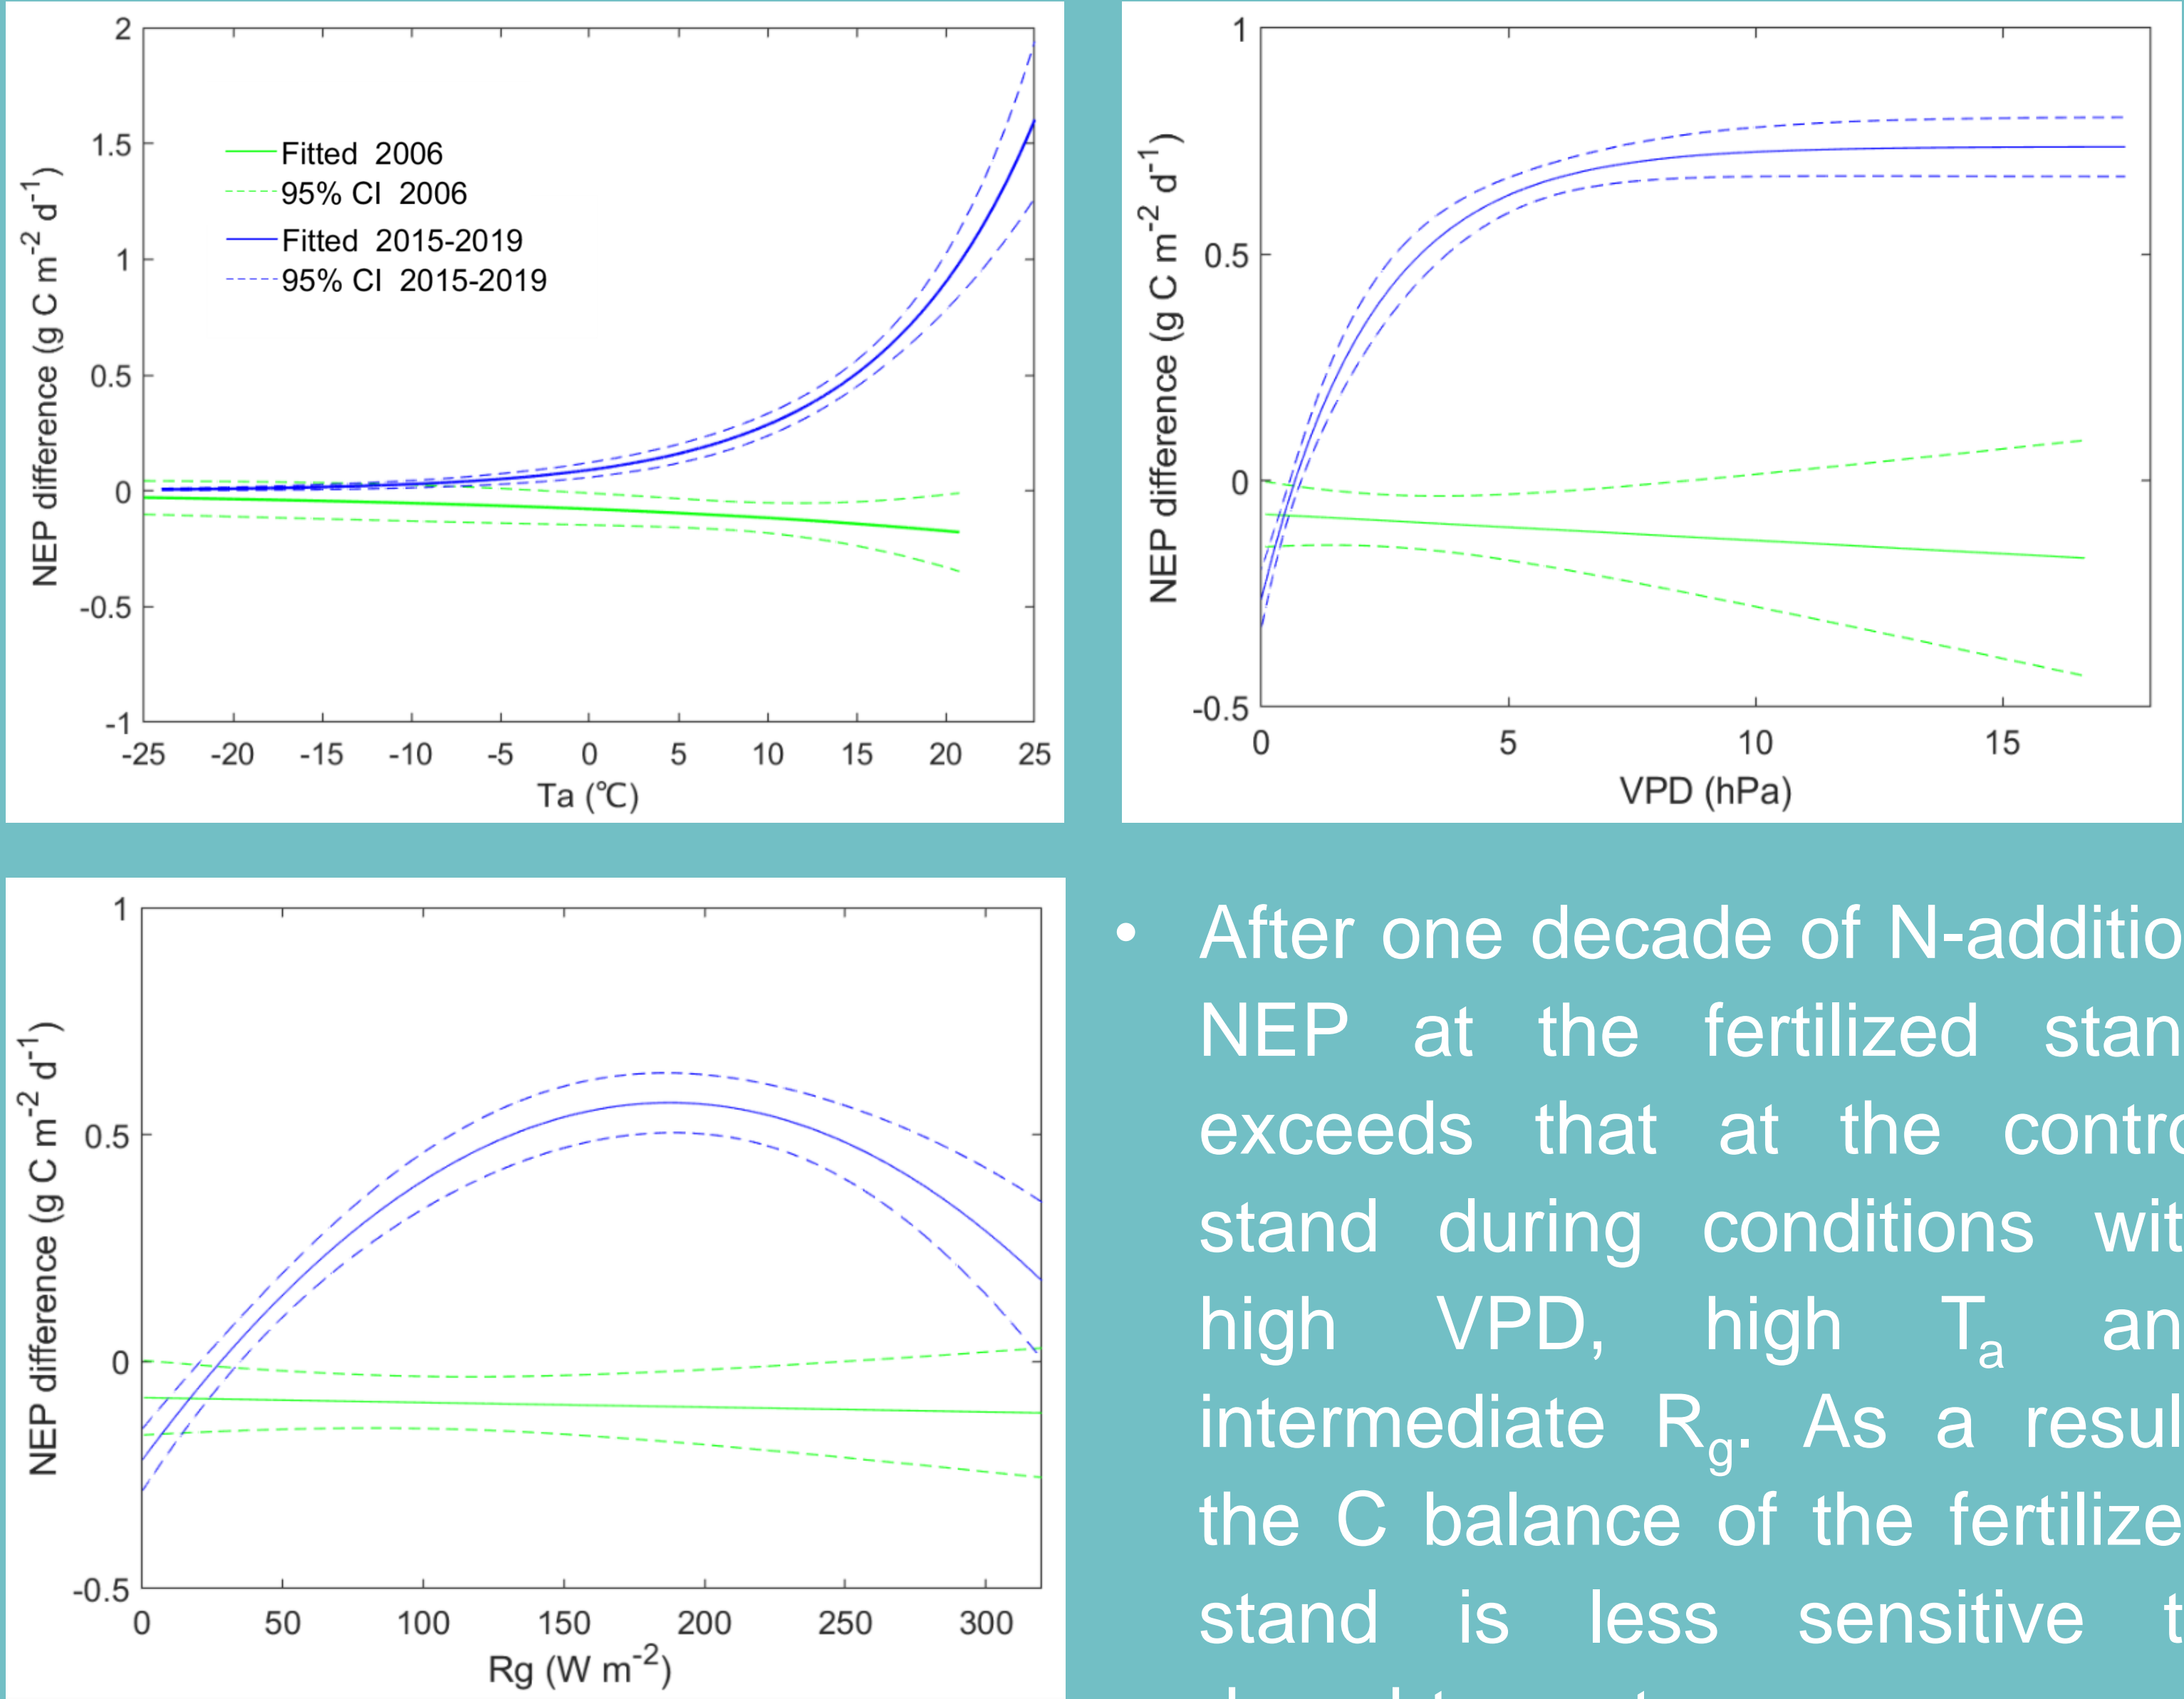 2
1.5
1
0.5
0
-0.5
-1
-25 -20 -15 -10 -5 0 5 10 15 20 25
Ta (℃)
NEP difference (g C m-2 d-1)
Fitted 2006
95% CI 2006
Fitted 2015-2019
95% CI 2015-2019
1
0.5
0
-0.5
0 5 10 15
VPD (hPa)
NEP difference (g C m-2 d-1)
1
0.5
0
-0.5
0 50 100 150 200 250 300
Rg (W m-2)
NEP difference (g C m-2 d-1)
• After one decade of N-additio
NEP at the fertilized stan
exceeds that at the contro
stand during conditions wit
high VPD, high Ta an
intermediate Rg. As a resul
the C balance of the fertilize
stand is less sensitive t